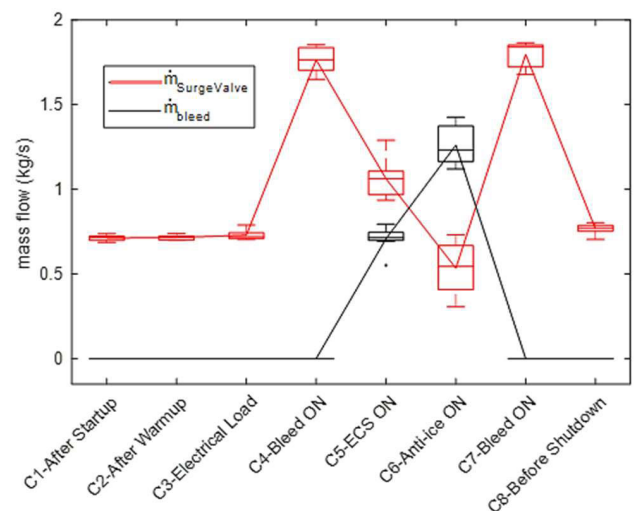 2
1.5
1
0.5
0
mass flow (kg/s)
ṁSurgeValve
ṁbleed
C1-After Startup
C2-After Warmup
C3-Electrical Load
C4-Bleed ON
C5-ECS ON
C6-Anti-ice ON
C7-Bleed ON
C8-Before Shutdown